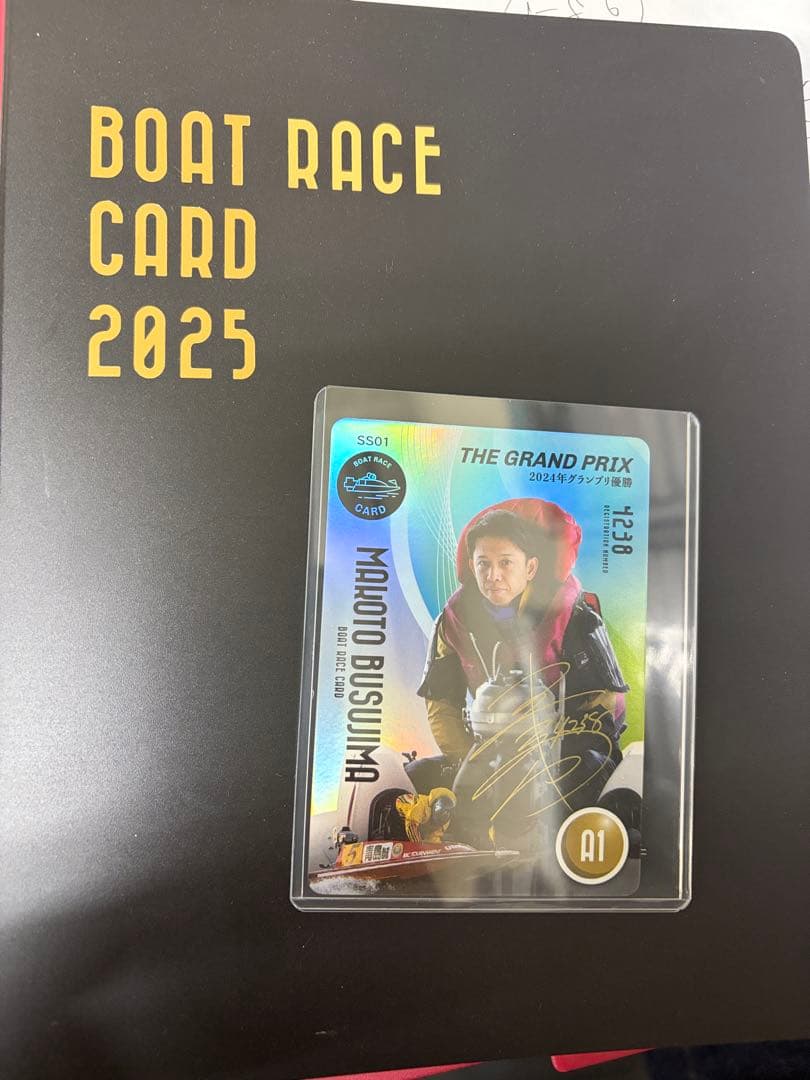 BOAT RACE
CARD
2025
SS01
BOAT RACE
CARD
THE GRAND PRIX
2024年グランプリ優勝
4238
REGISTRATION NUMBER
MAKOTO BUSUJIMA
BOAT RACE CARD
4238
A1